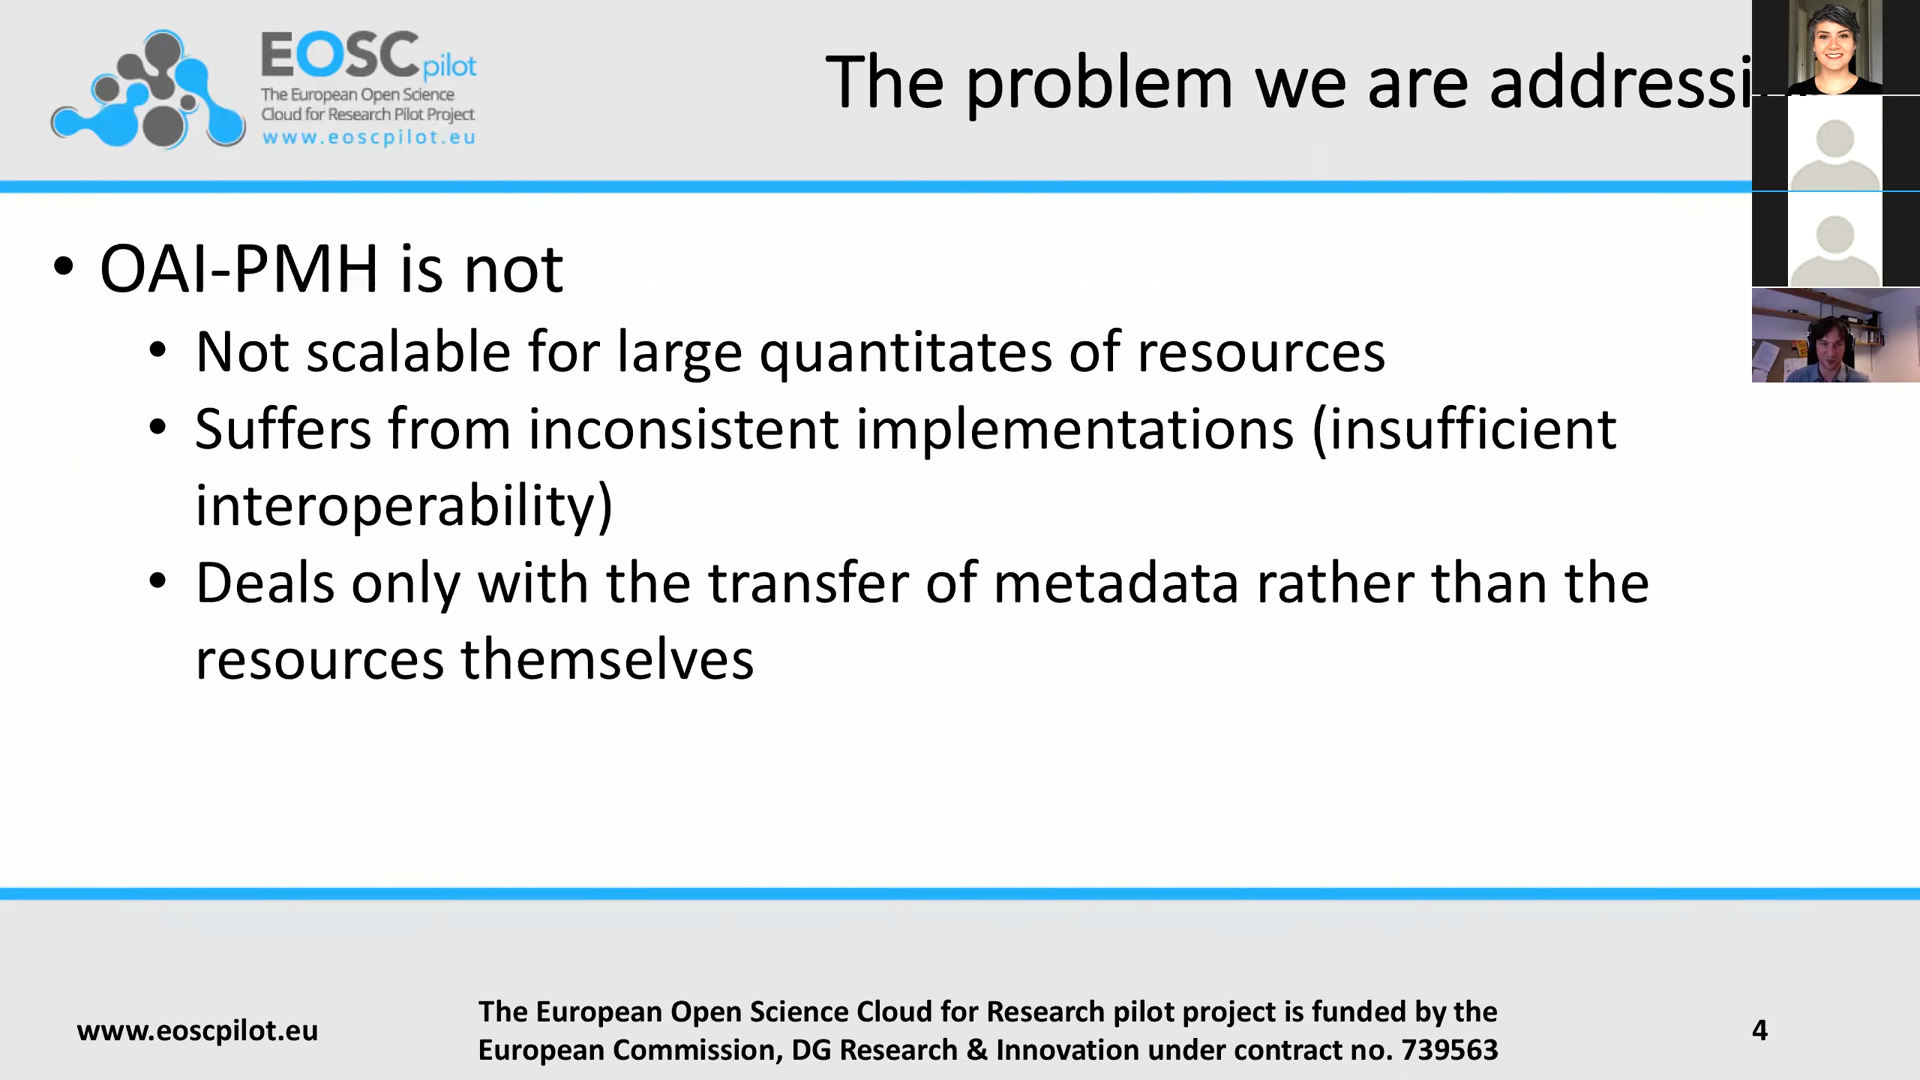 EOSCpilot
The European Open Science
Cloud for Research Pilot Project
www.eoscpilot.eu
The problem we are addressi
• OAI-PMH is not
• Not scalable for large quantitates of resources
• Suffers from inconsistent implementations (insufficient
interoperability)
• Deals only with the transfer of metadata rather than the
resources themselves
www.eoscpilot.eu
The European Open Science Cloud for Research pilot project is funded by the
European Commission, DG Research & Innovation under contract no. 739563
4